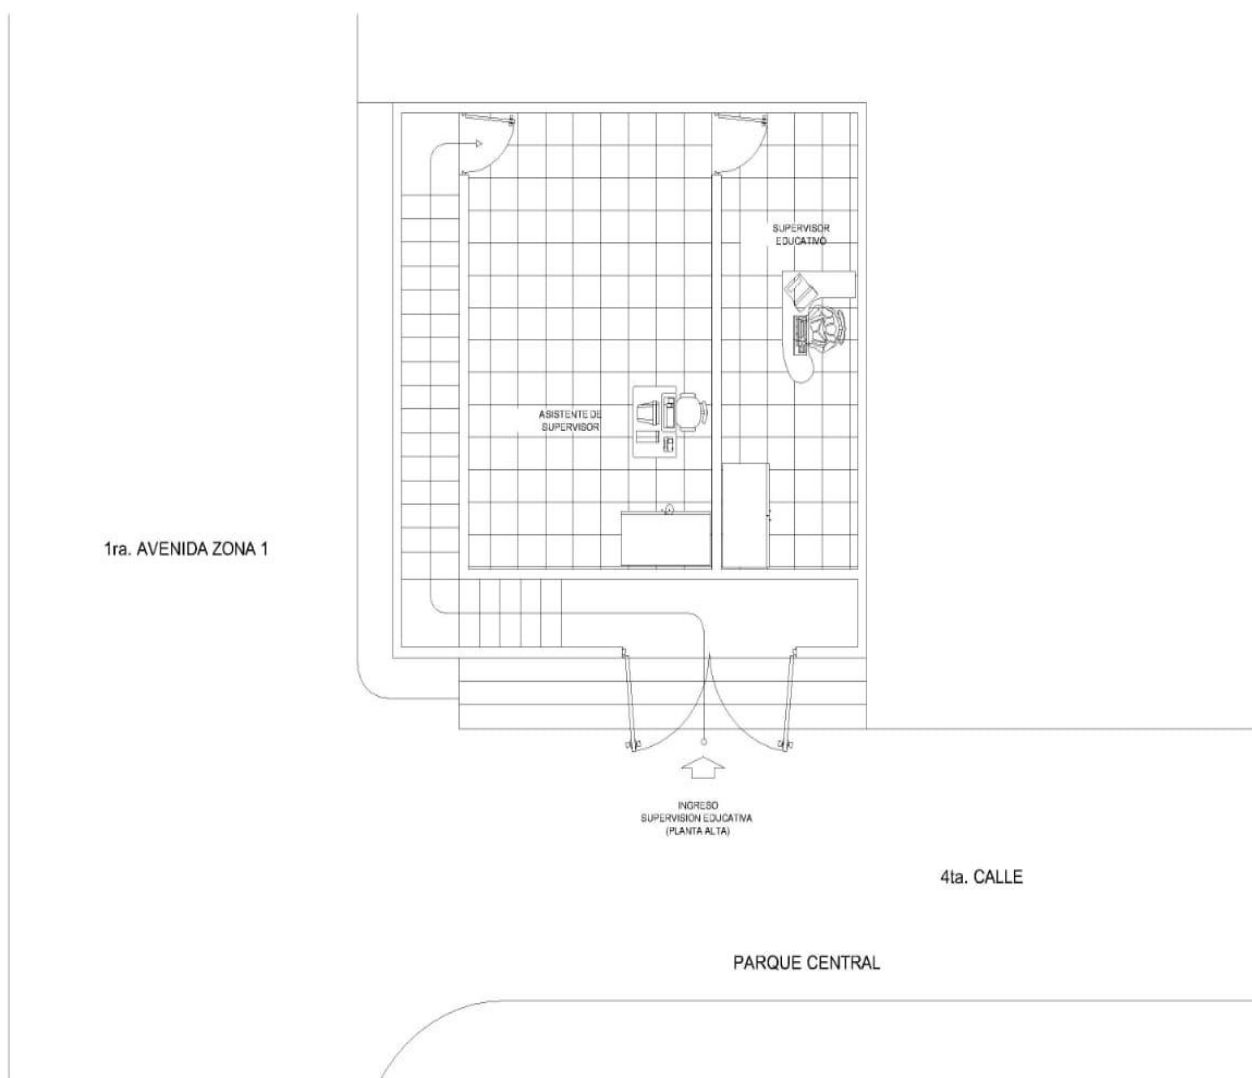 SUPERVISOR
EDUCATIVO
ASISTENTE DE
SUPERVISOR
1ra. AVENIDA ZONA 1
INGRESO
SUPERVISION EDUCATIVA
(PLANTA ALTA)
4ta. CALLE
PARQUE CENTRAL